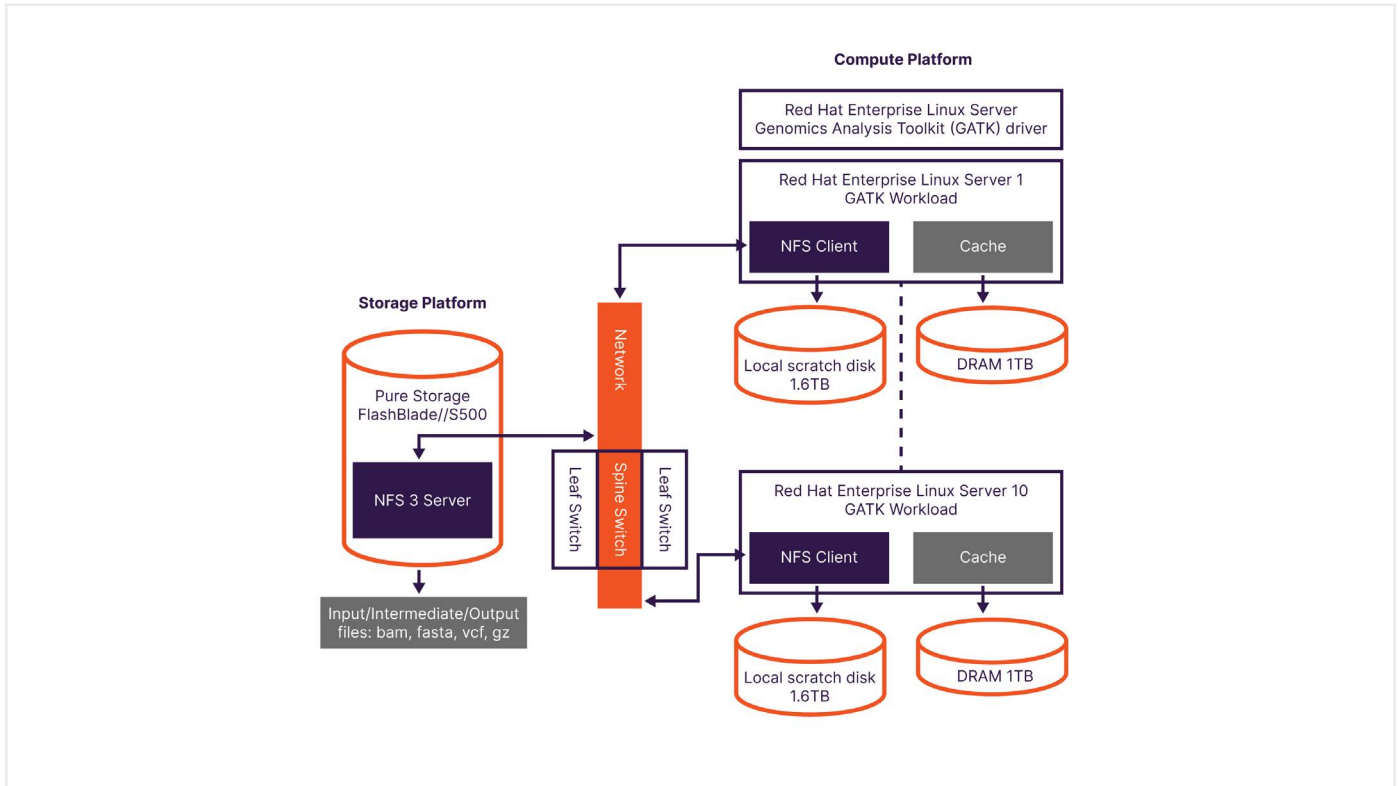 Compute Platform
Red Hat Enterprise Linux Server
Genomics Analysis Toolkit (GATK) driver
Red Hat Enterprise Linux Server 1
GATK Workload
NFS Client
Cache
Local scratch disk
1.6TB
DRAM 1TB
Storage Platform
Pure Storage
FlashBlade//S500
NFS 3 Server
Input/Intermediate/Output
files: bam, fasta, vcf, gz
Network
Leaf Switch
Spine Switch
Leaf Switch
Red Hat Enterprise Linux Server 10
GATK Workload
NFS Client
Cache
Local scratch disk
1.6TB
DRAM 1TB